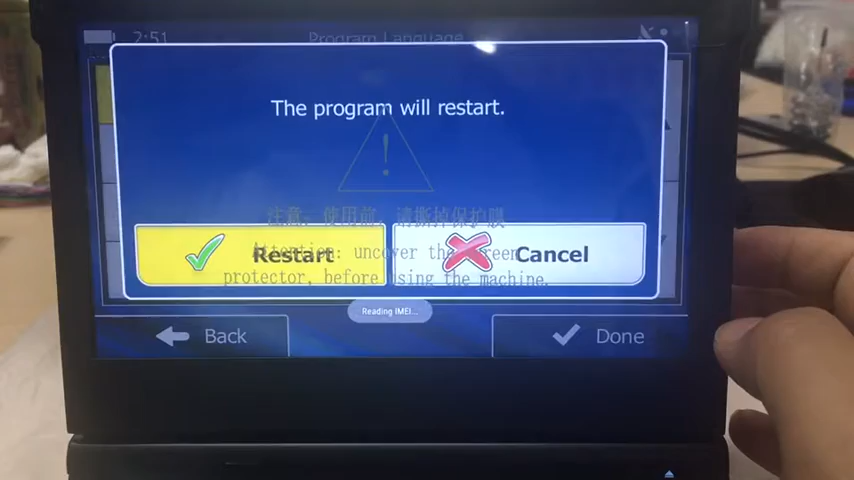 2:51
Program Language
The program will restart.
!
注意：使用前，请撕掉保护膜
Restart
Cancel
Attention: uncover the screen
protector, before using the machine.
Reading IMEI...
Back
Done